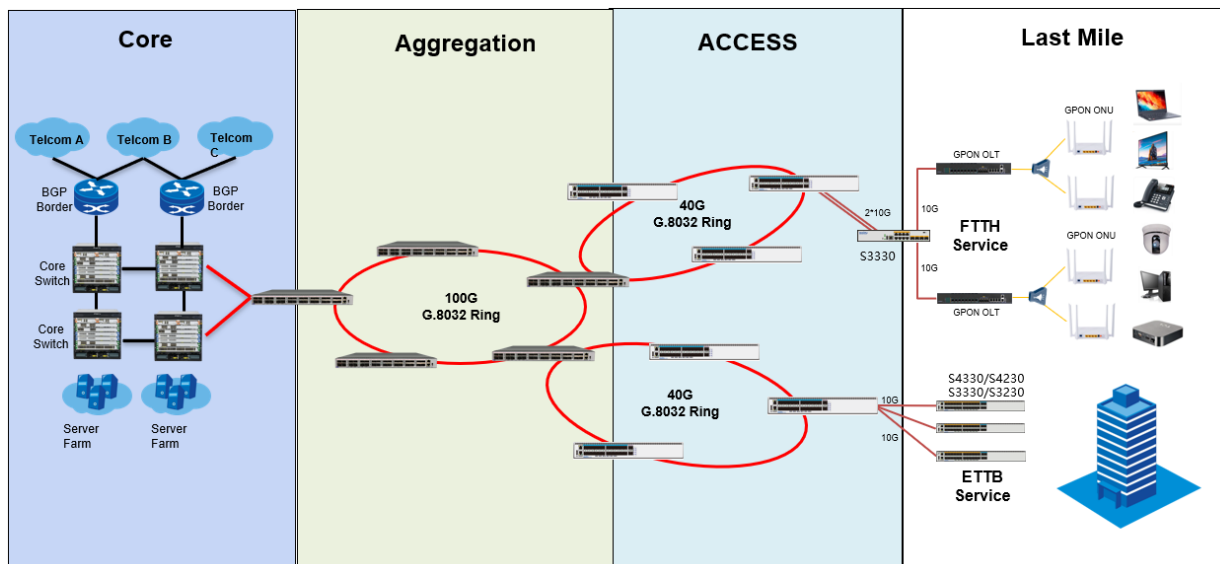 Core
Aggregation
ACCESS
Last Mile
Telcom A
Telcom B
Telcom
C
BGP
Border
BGP
Border
Core
Switch
Core
Switch
Server
Farm
Server
Farm
100G
G.8032 Ring
40G
G.8032 Ring
40G
G.8032 Ring
2*10G
S3330
10G
10G
GPON OLT
FTTH
Service
GPON OLT
GPON ONU
GPON ONU
10G
10G
S4330/S4230
S3330/S3230
ETTB
Service